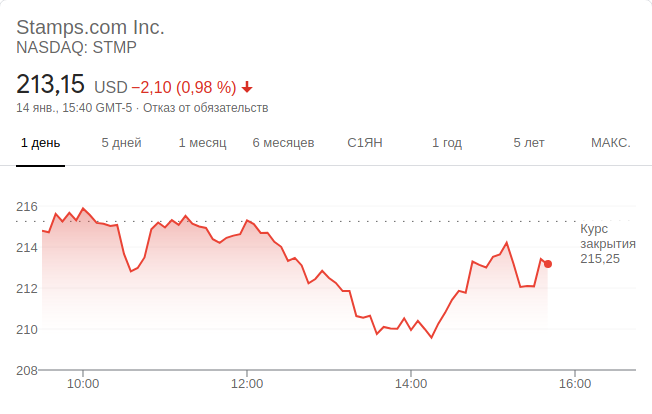 Stamps.com Inc.
NASDAQ: STMP
213,15 USD −2,10 (0,98 %)
14 янв., 15:40 GMT-5 · Отказ от обязательств
1 день 5 дней 1 месяц 6 месяцев С1ЯН 1 год 5 лет МАКС.
216
Курс
закрытия
215,25
214
212
210
208
10:00 12:00 14:00 16:00